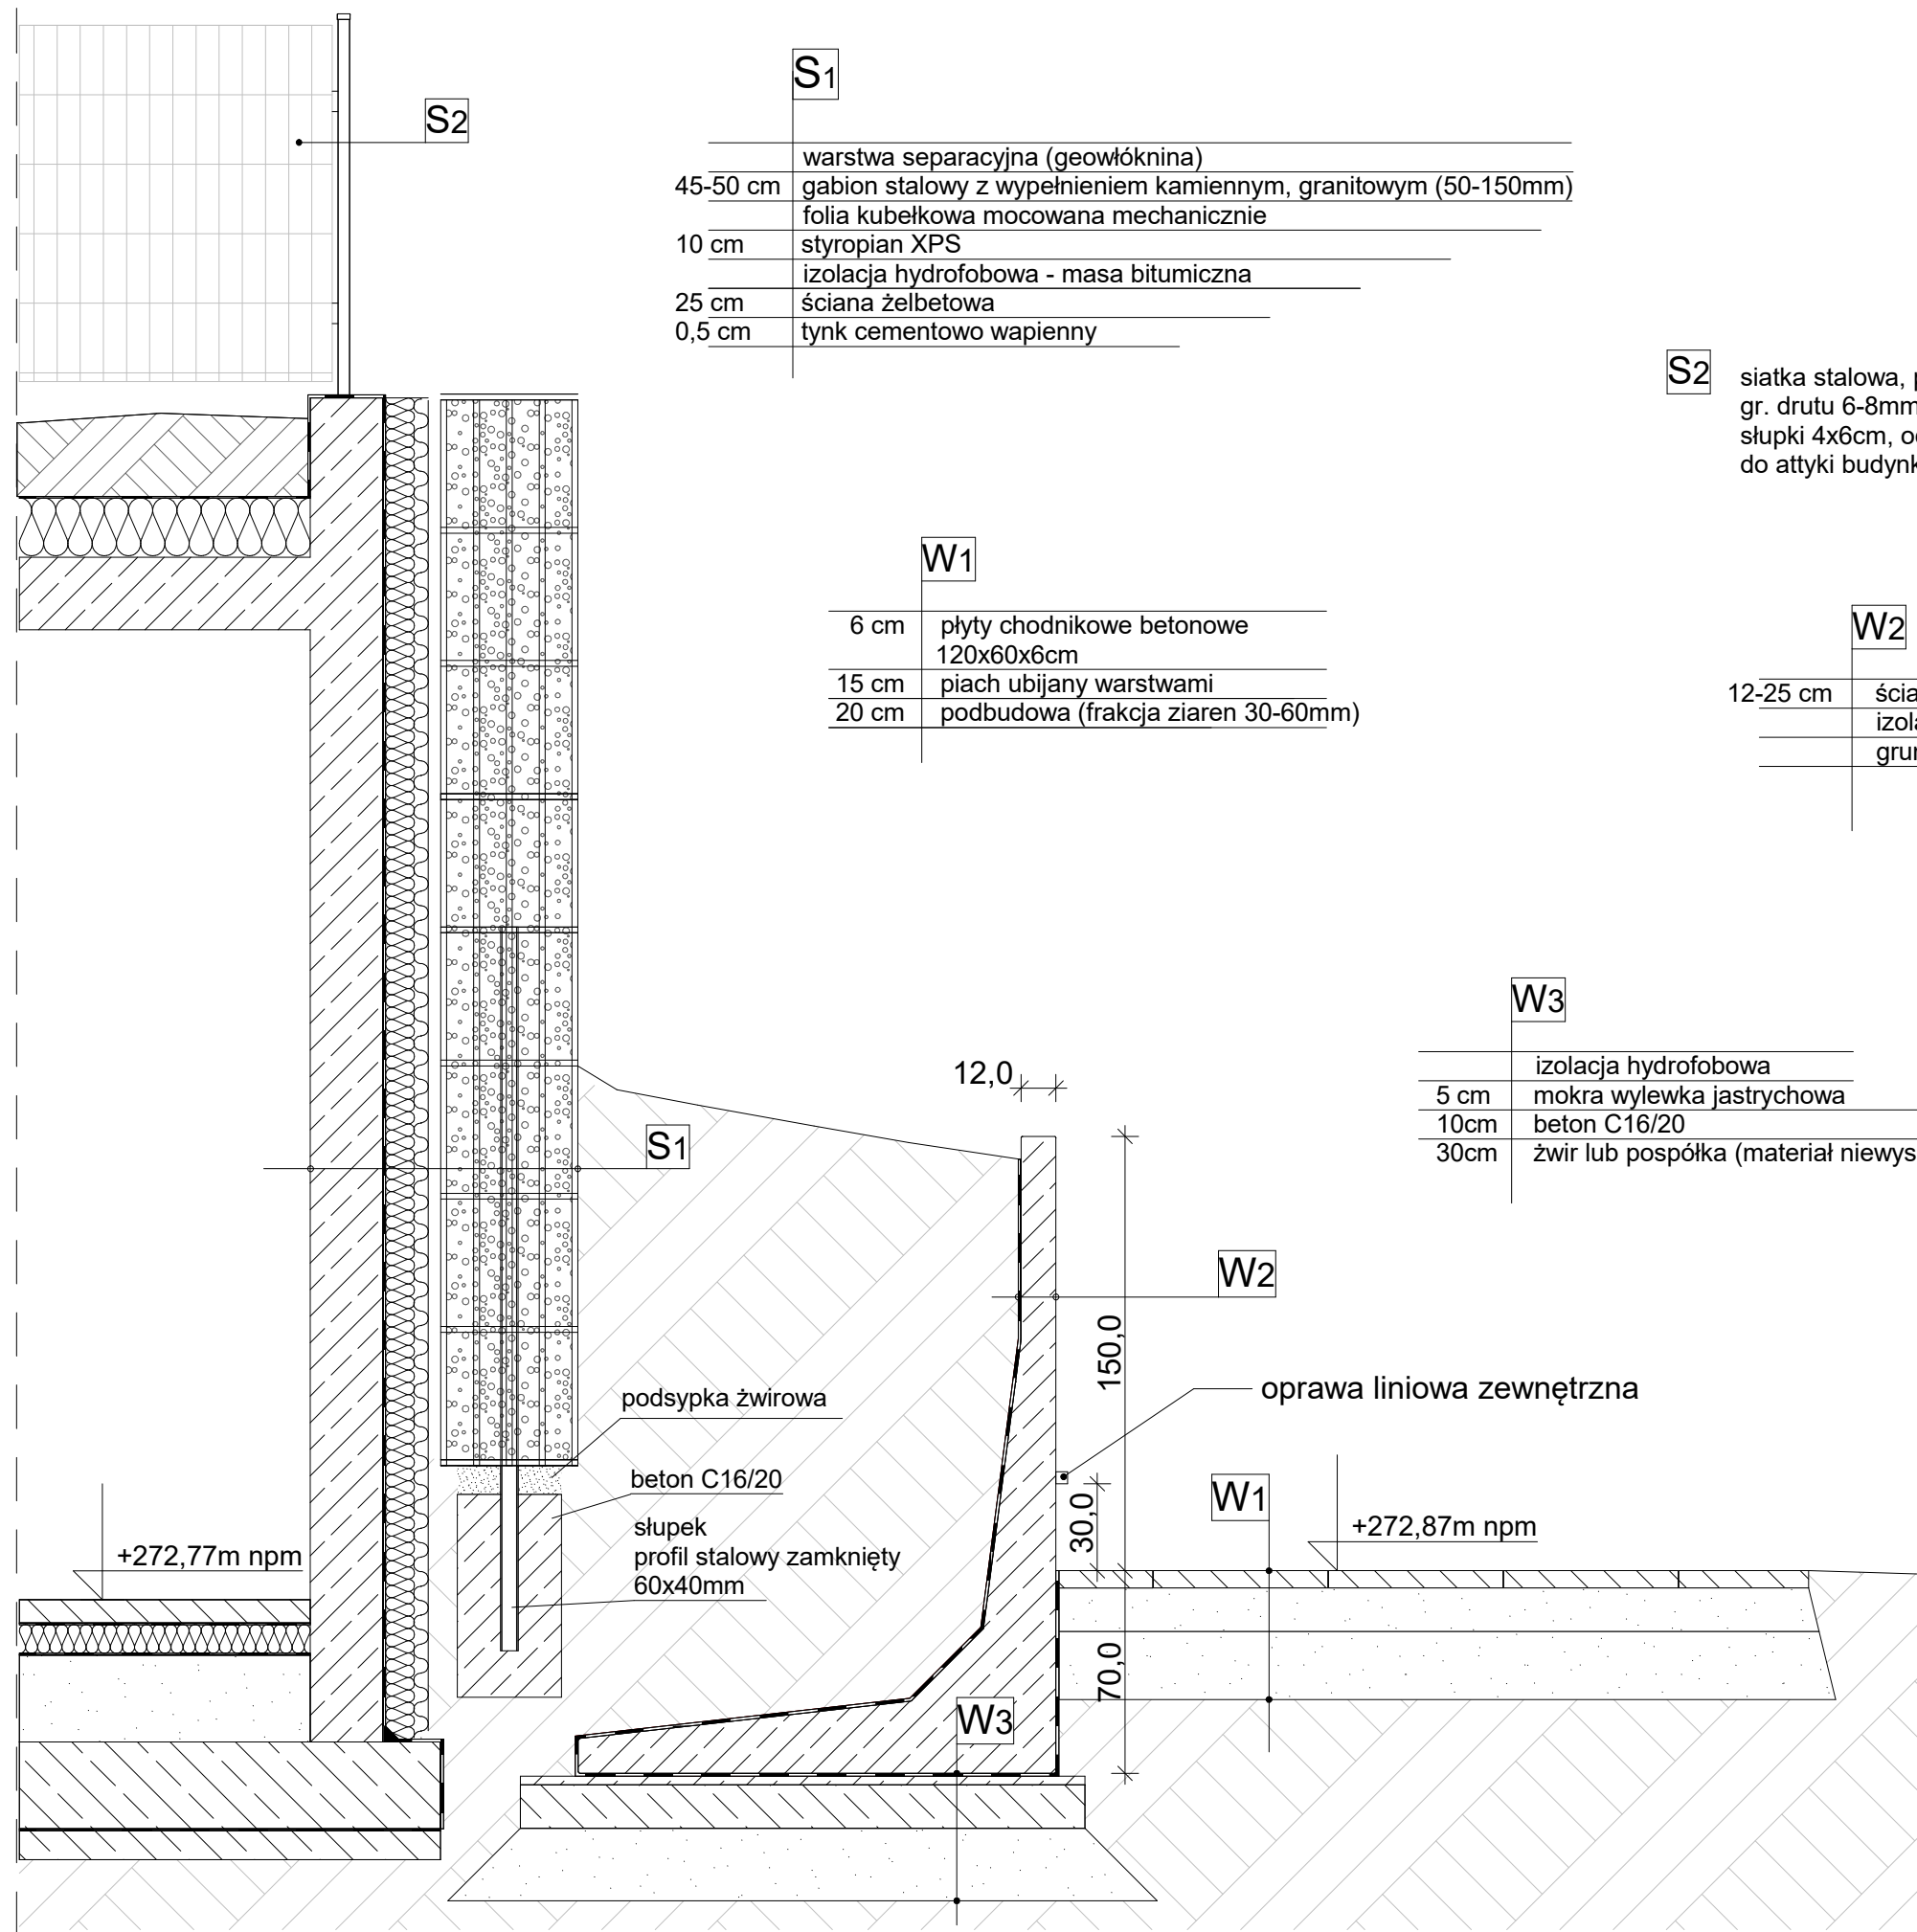 S1
warstwa separacyjna (geowłóknina)
45-50 cm gabion stalowy z wypełnieniem kamiennym, granitowym (50-150mm)
folia kubełkowa mocowana mechanicznie
10 cm styropian XPS
izolacja hydrofobowa - masa bitumiczna
25 cm ściana żelbetowa
0,5 cm tynk cementowo wapienny
S2
S2
siatka stalowa,
gr. drutu 6-8mm
słupki 4x6cm,
do attyki
W1
6 cm płyty chodnikowe betonowe
120x60x6cm
15 cm piach ubijany warstwami
20 cm podbudowa (frakcja ziaren 30-60mm)
W2
12-25 cm
W3
izolacja hydrofobowa
5 cm mokra wylewka jastrychowa
10cm beton C16/20
30cm żwir lub pospółka (materiał
12,0
S1
W2
150,0
oprawa liniowa zewnętrzna
podsypka żwirowa
beton C16/20
słupek
profil stalowy zamknięty
60x40mm
30,0
W1
+272,87m npm
+272,77m npm
70,0
W3